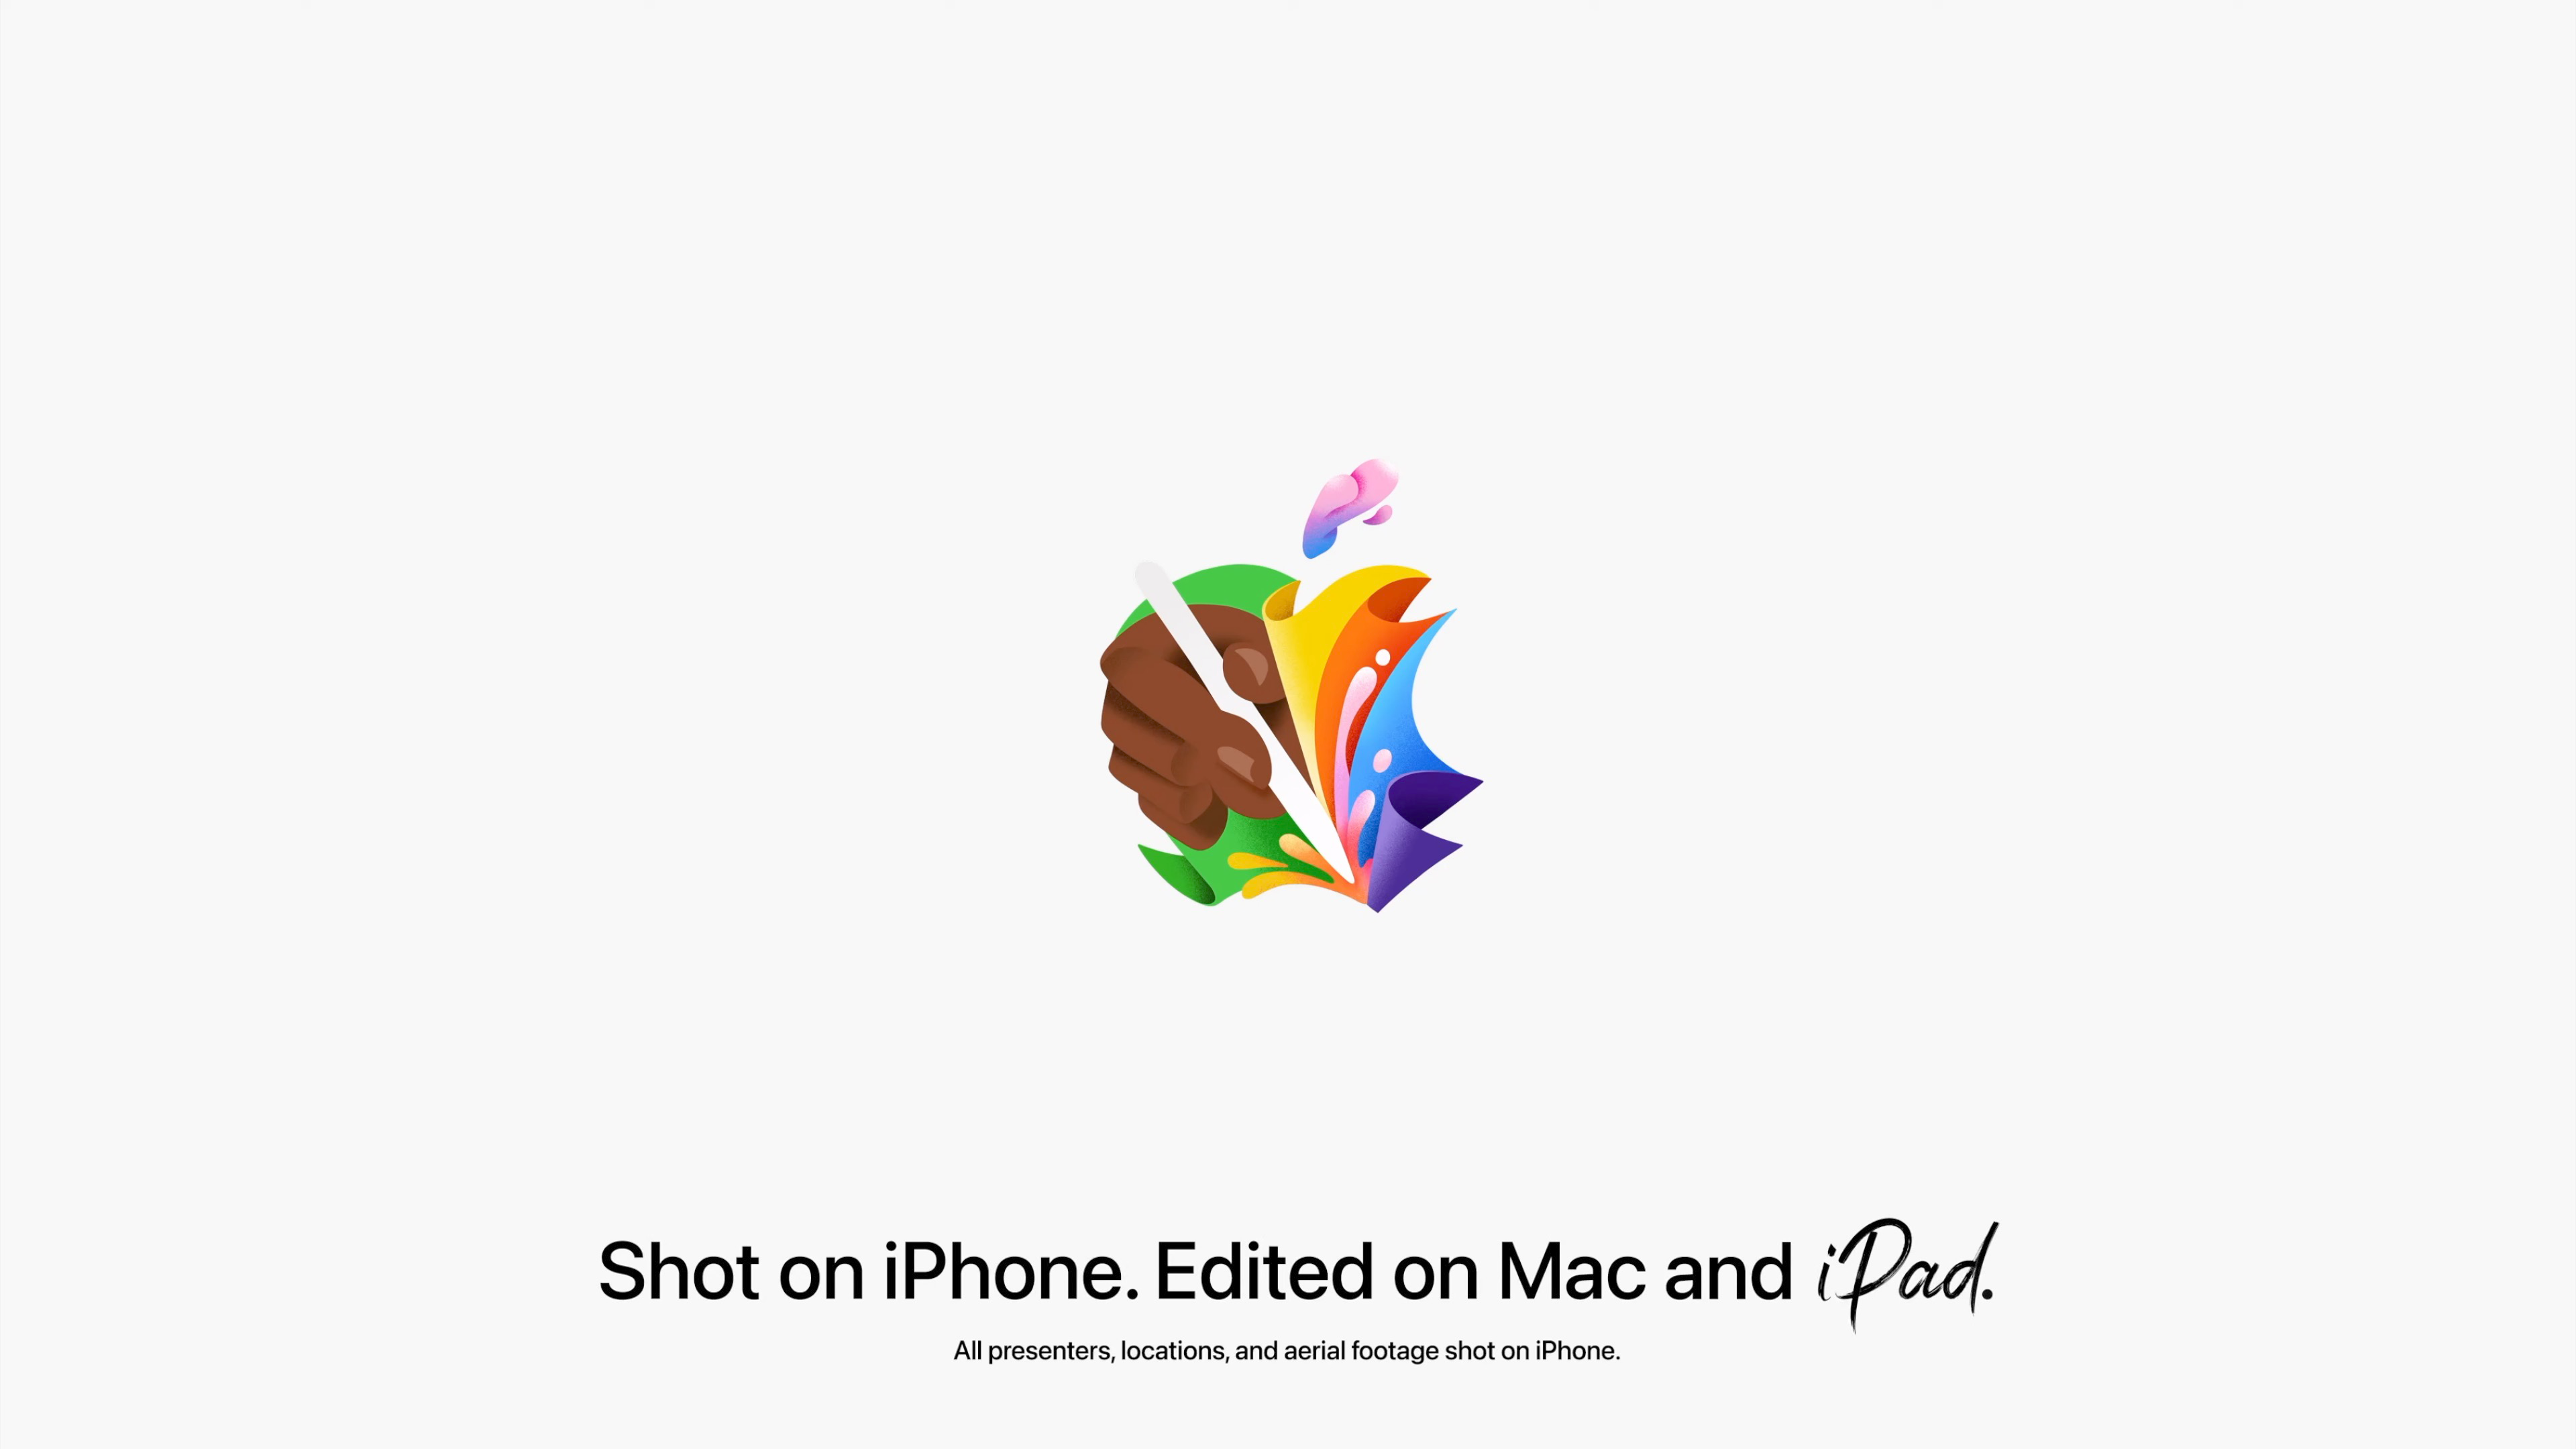 Shot on iPhone. Edited on Mac and iPad.
All presenters, locations, and aerial footage shot on iPhone.